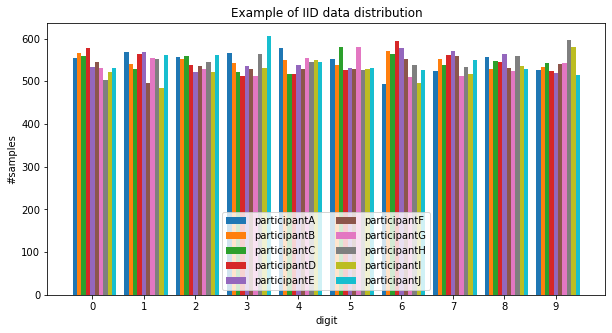 Example of IID data distribution
#samples
600
500
400
300
200
100
0
participantA participantF
participantB participantG
participantC participantH
participantD participantI
participantE participantJ
0 1 2 3 4 5 6 7 8 9
digit